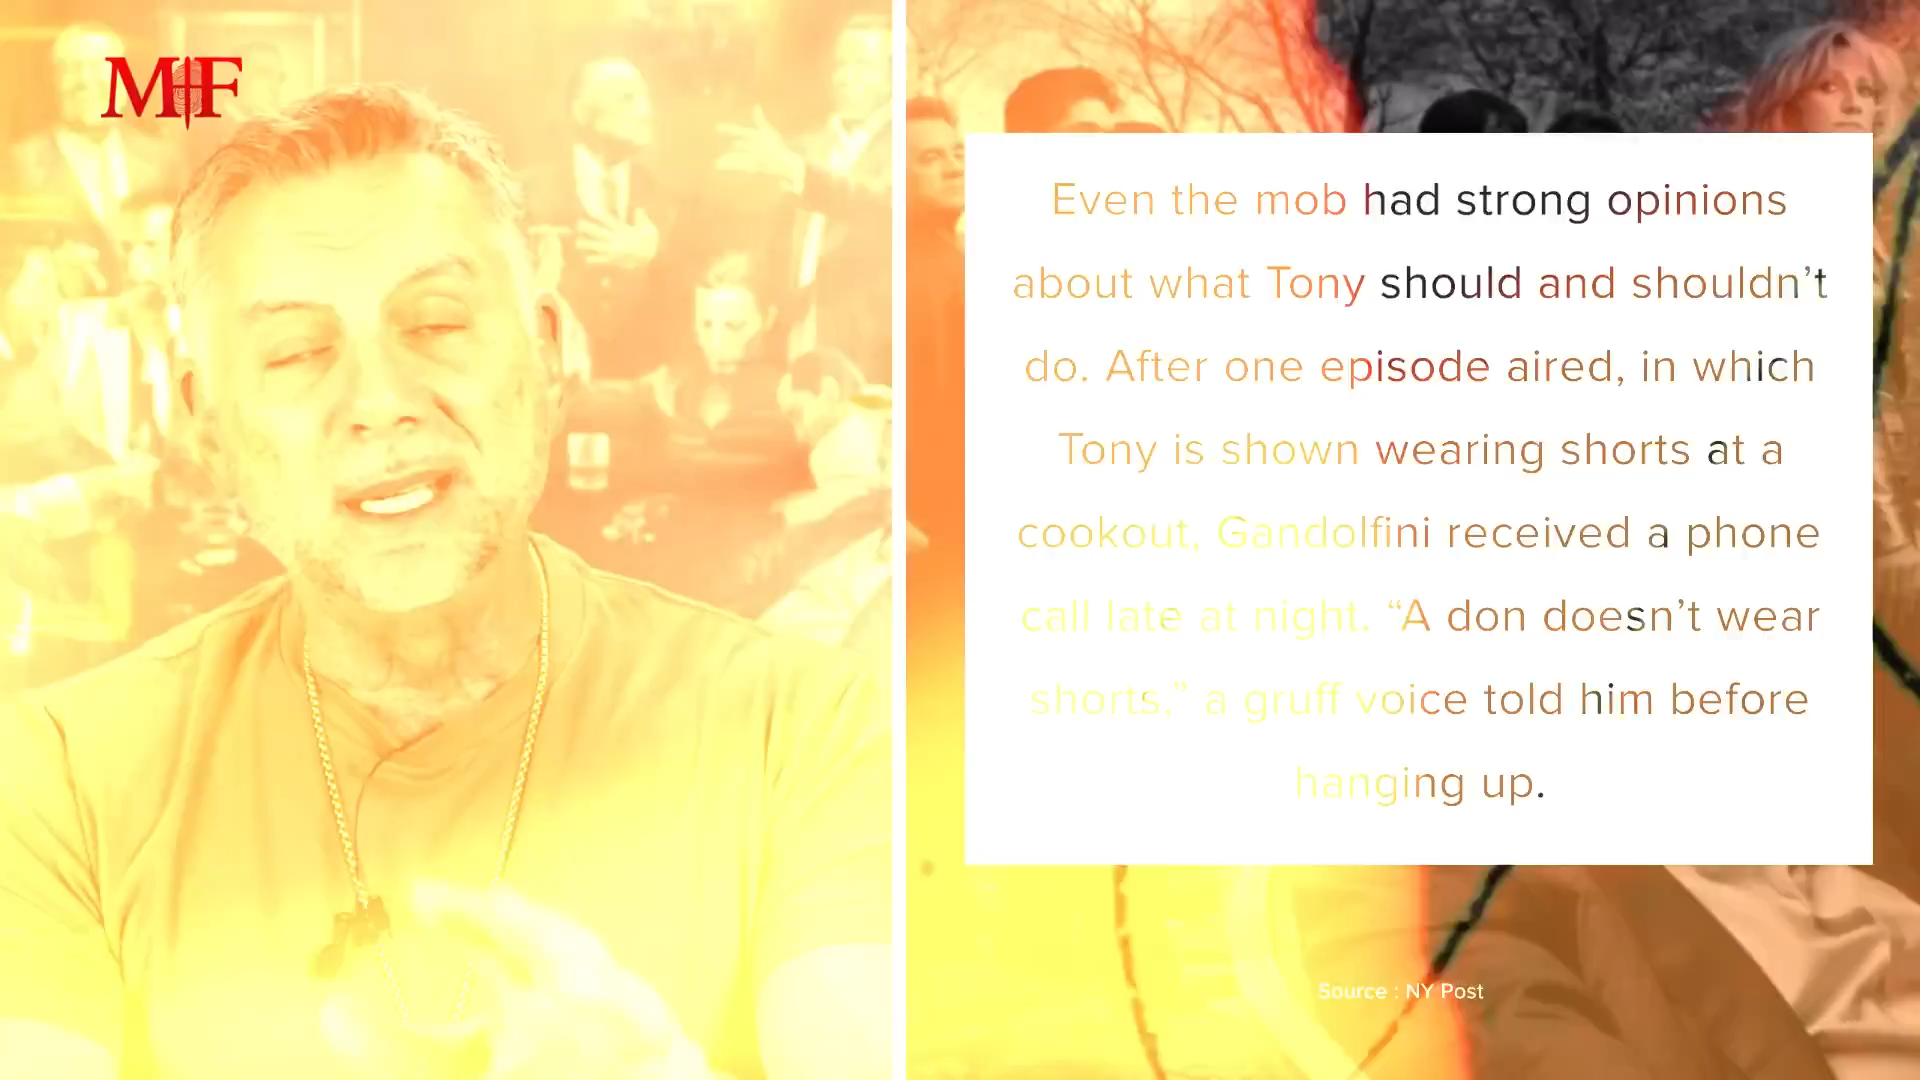 MF
Even the mob had strong opinions
about what Tony should and shouldn’t
do. After one episode aired, in which
Tony is shown wearing shorts at a
cookout, Gandolfini received a phone
call late at night. “A don doesn’t wear
shorts,” a gruff voice told him before
hanging up.
Source : NY Post